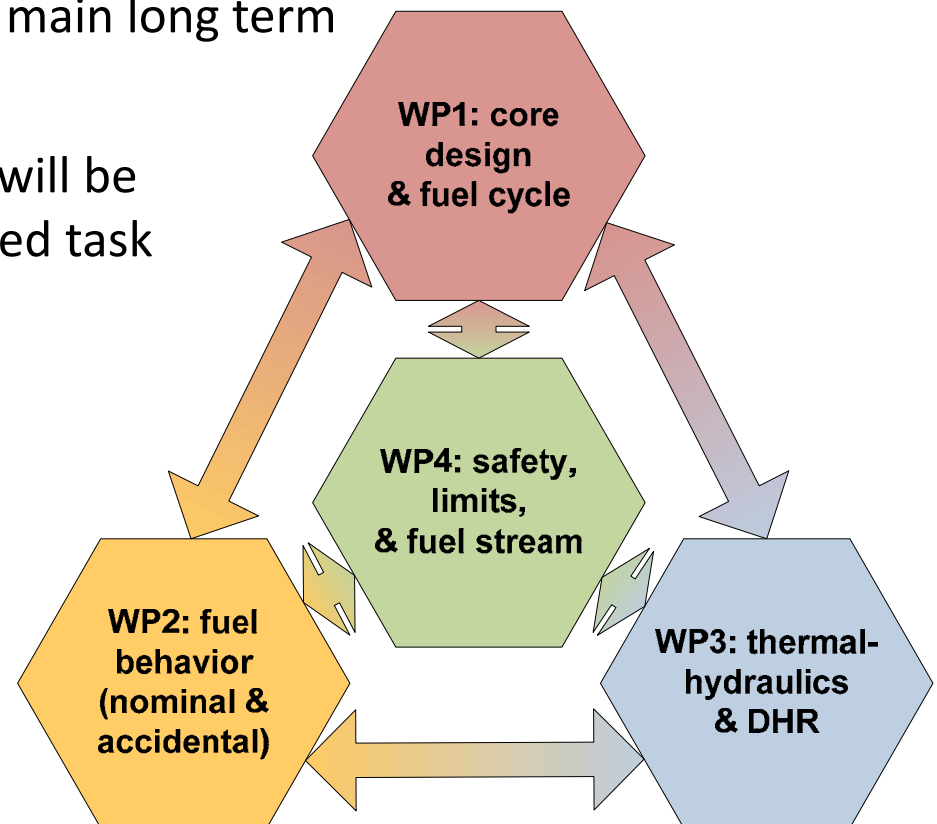 main long term
will be
ed task
WP1: core
design
& fuel cycle
WP4: safety,
limits,
& fuel stream
WP2: fuel
behavior
(nominal &
accidental)
WP3: thermal-
hydraulics
& DHR